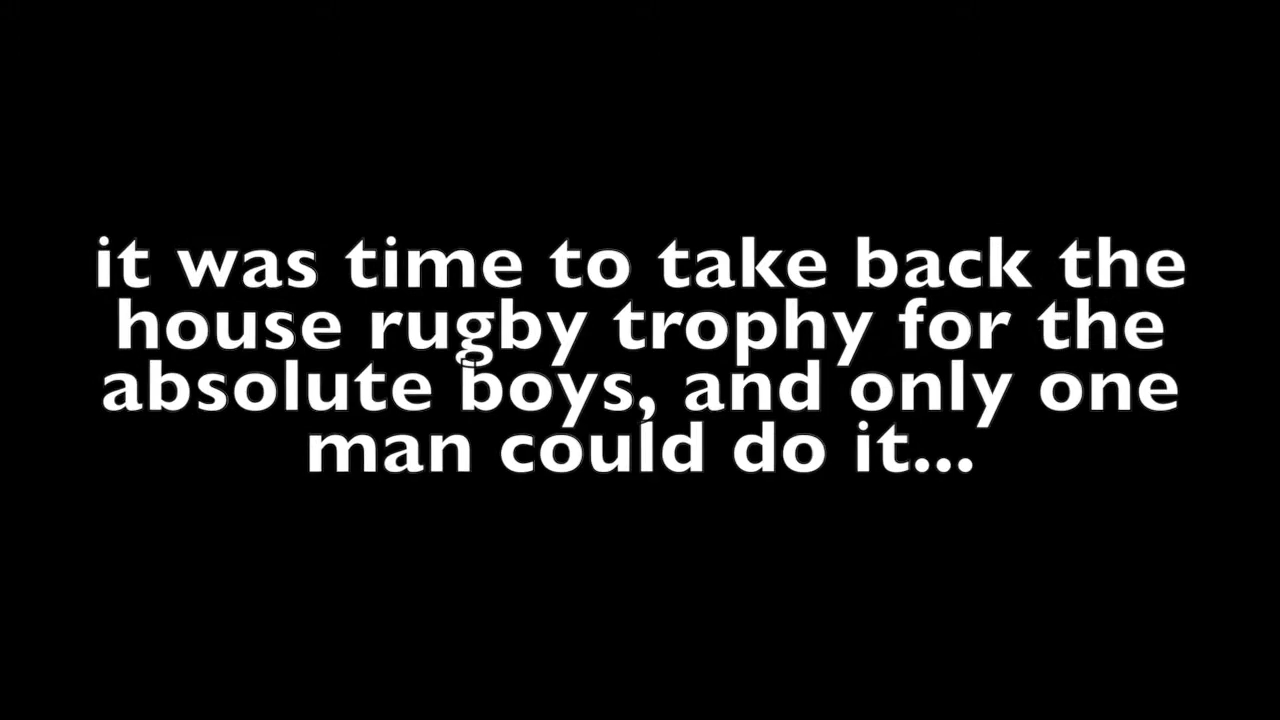 it was time to take back the
house rugby trophy for the
absolute boys, and only one
man could do it...